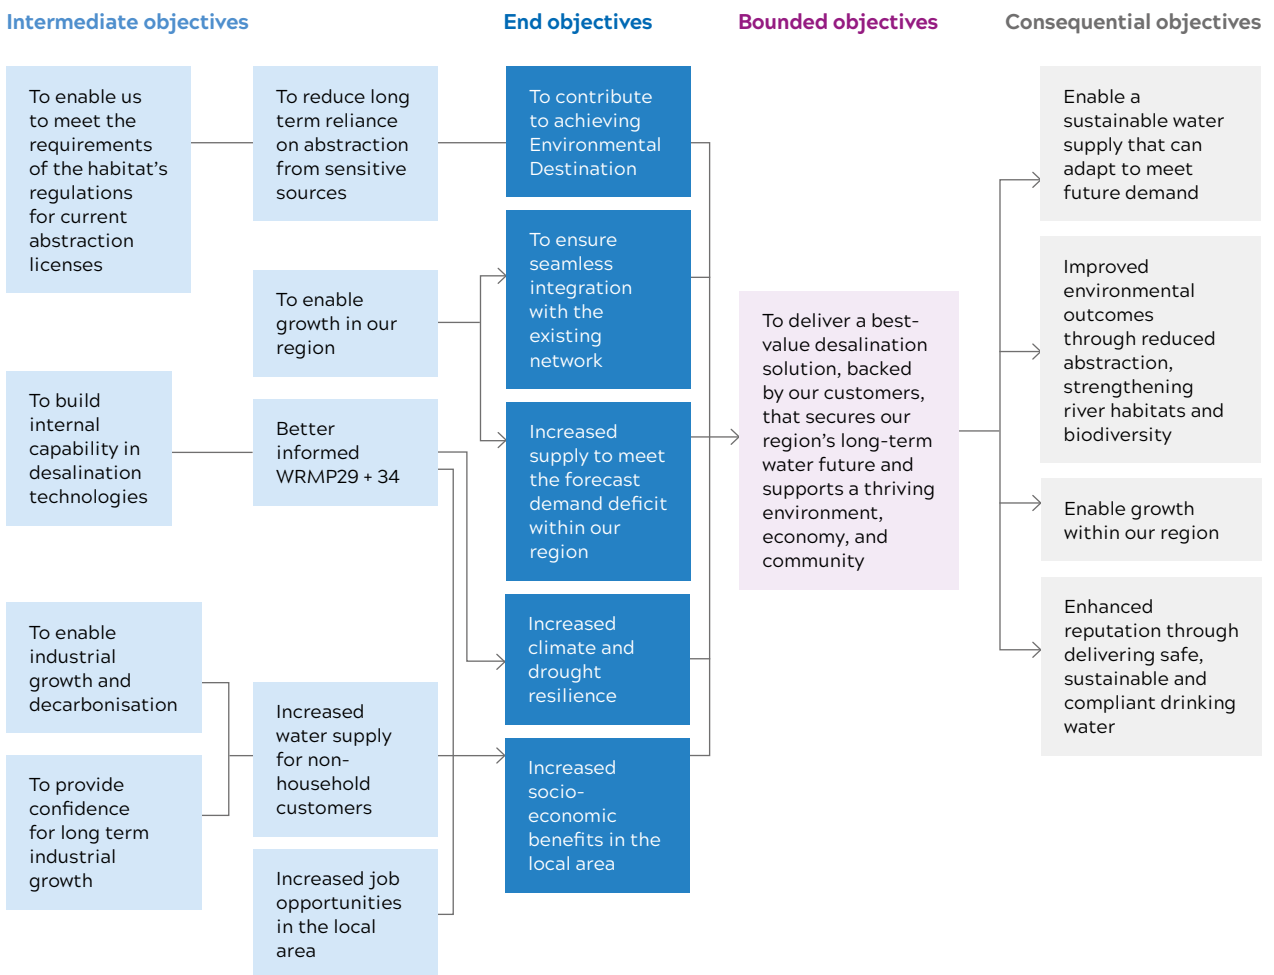 Intermediate objectives
End objectives
Bounded objectives
Consequential objectives
To enable us
to meet the
requirements
of the habitat’s
regulations
for current
abstraction
licenses
To build
internal
capability in
desalination
technologies
To enable
industrial
growth and
decarbonisation
To provide
confidence
for long term
industrial
growth
To reduce long
term reliance
on abstraction
from sensitive
sources
To enable
growth in our
region
Better
informed
WRMP29 + 34
Increased
water supply
for non-
household
customers
Increased job
opportunities
in the local
area
To contribute
to achieving
Environmental
Destination
To ensure
seamless
integration
with the
existing
network
Increased
supply to meet
the forecast
demand deficit
within our
region
Increased
climate and
drought
resilience
Increased
socio-
economic
benefits in the
local area
To deliver a best-
value desalination
solution, backed
by our customers,
that secures our
region’s long-term
water future and
supports a thriving
environment,
economy, and
community
Enable a
sustainable water
supply that can
adapt to meet
future demand
Improved
environmental
outcomes
through reduced
abstraction,
strengthening
river habitats and
biodiversity
Enable growth
within our region
Enhanced
reputation through
delivering safe,
sustainable and
compliant drinking
water